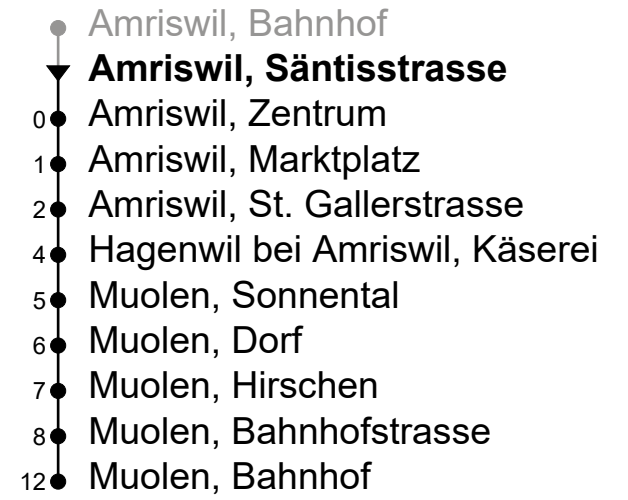 Amriswil, Bahnhof
Amriswil, Säntisstrasse
0 Amriswil, Zentrum
1 Amriswil, Marktplatz
2 Amriswil, St. Gallerstrasse
4 Hagenwil bei Amriswil, Käserei
5 Muolen, Sonnental
6 Muolen, Dorf
7 Muolen, Hirschen
8 Muolen, Bahnhofstrasse
12 Muolen, Bahnhof